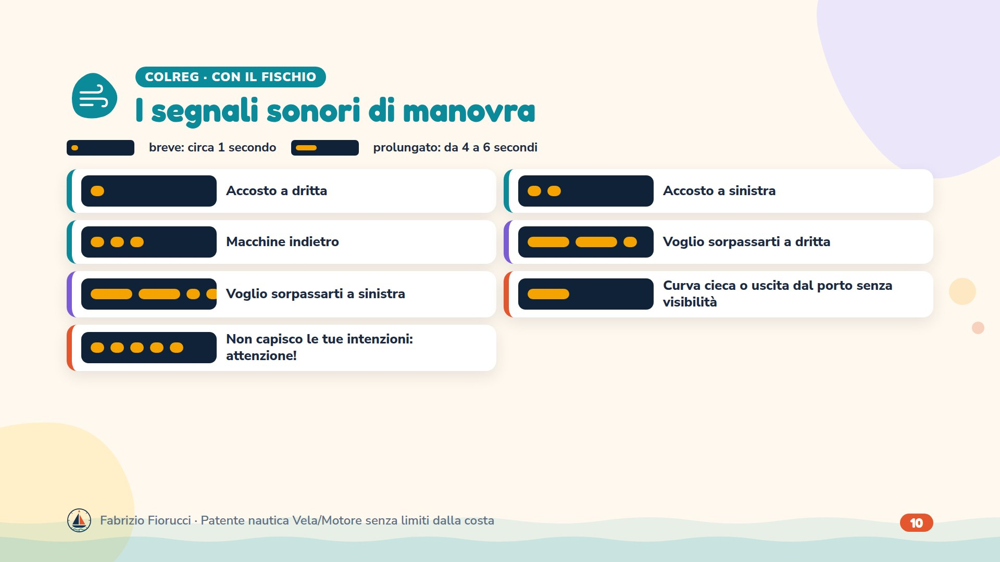 COLREG · CON IL FISCHIO
I segnali sonori di manovra
breve: circa 1 secondo
prolungato: da 4 a 6 secondi
Accosto a dritta
Accosto a sinistra
Macchine indietro
Voglio sorpassarti a dritta
Voglio sorpassarti a sinistra
Curva cieca o uscita dal porto senza
visibilità
Non capisco le tue intenzioni:
attenzione!
Fabrizio Fiorucci · Patente nautica Vela/Motore senza limiti dalla costa
10